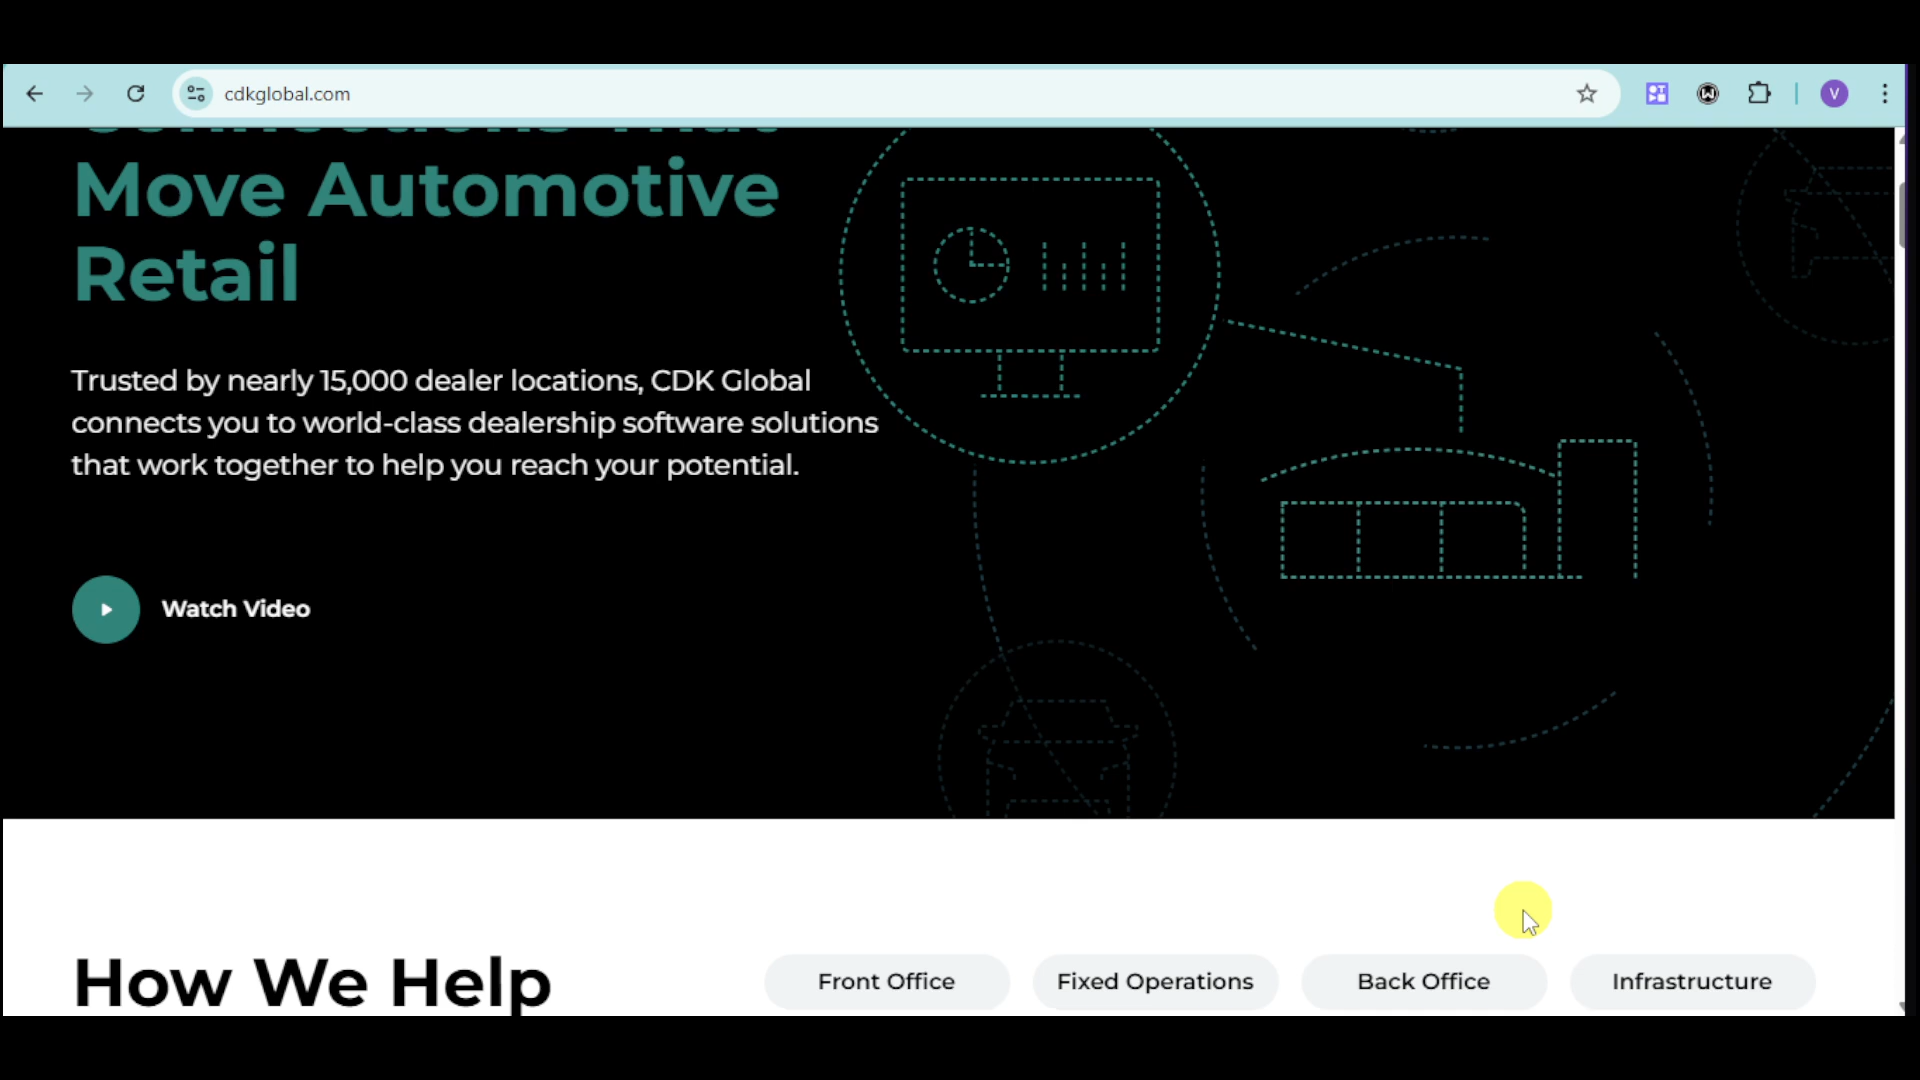 cdkglobal.com
V
Connections That
Move Automotive
Retail
Trusted by nearly 15,000 dealer locations, CDK Global
connects you to world-class dealership software solutions
that work together to help you reach your potential.
Watch Video
How We Help
Front Office
Fixed Operations
Back Office
Infrastructure